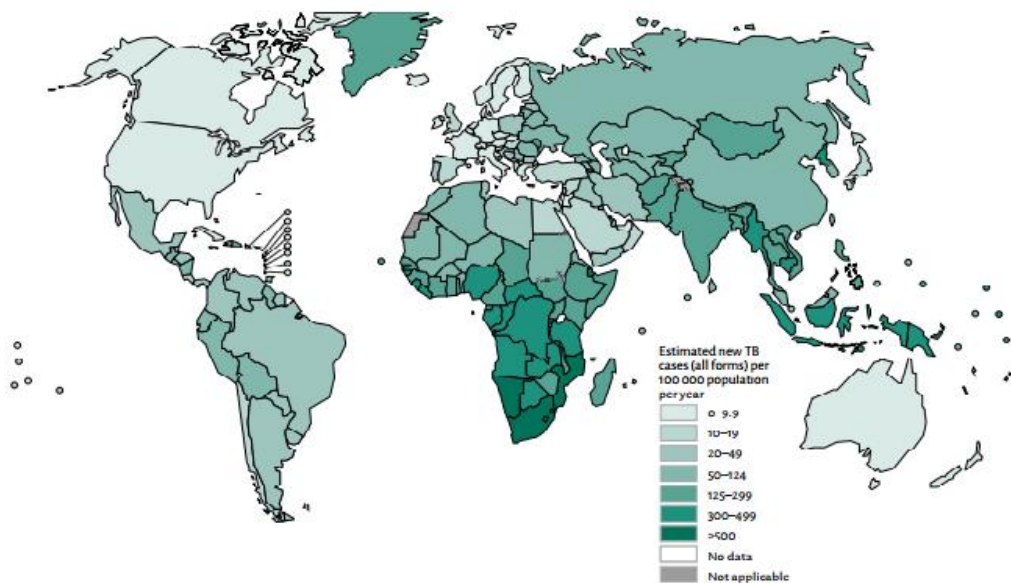 Estimated new TB
cases (all forms) per
100 000 population
per year
0–9.9
10–19
20–49
50–124
125–299
300–499
>500
No data
Not applicable